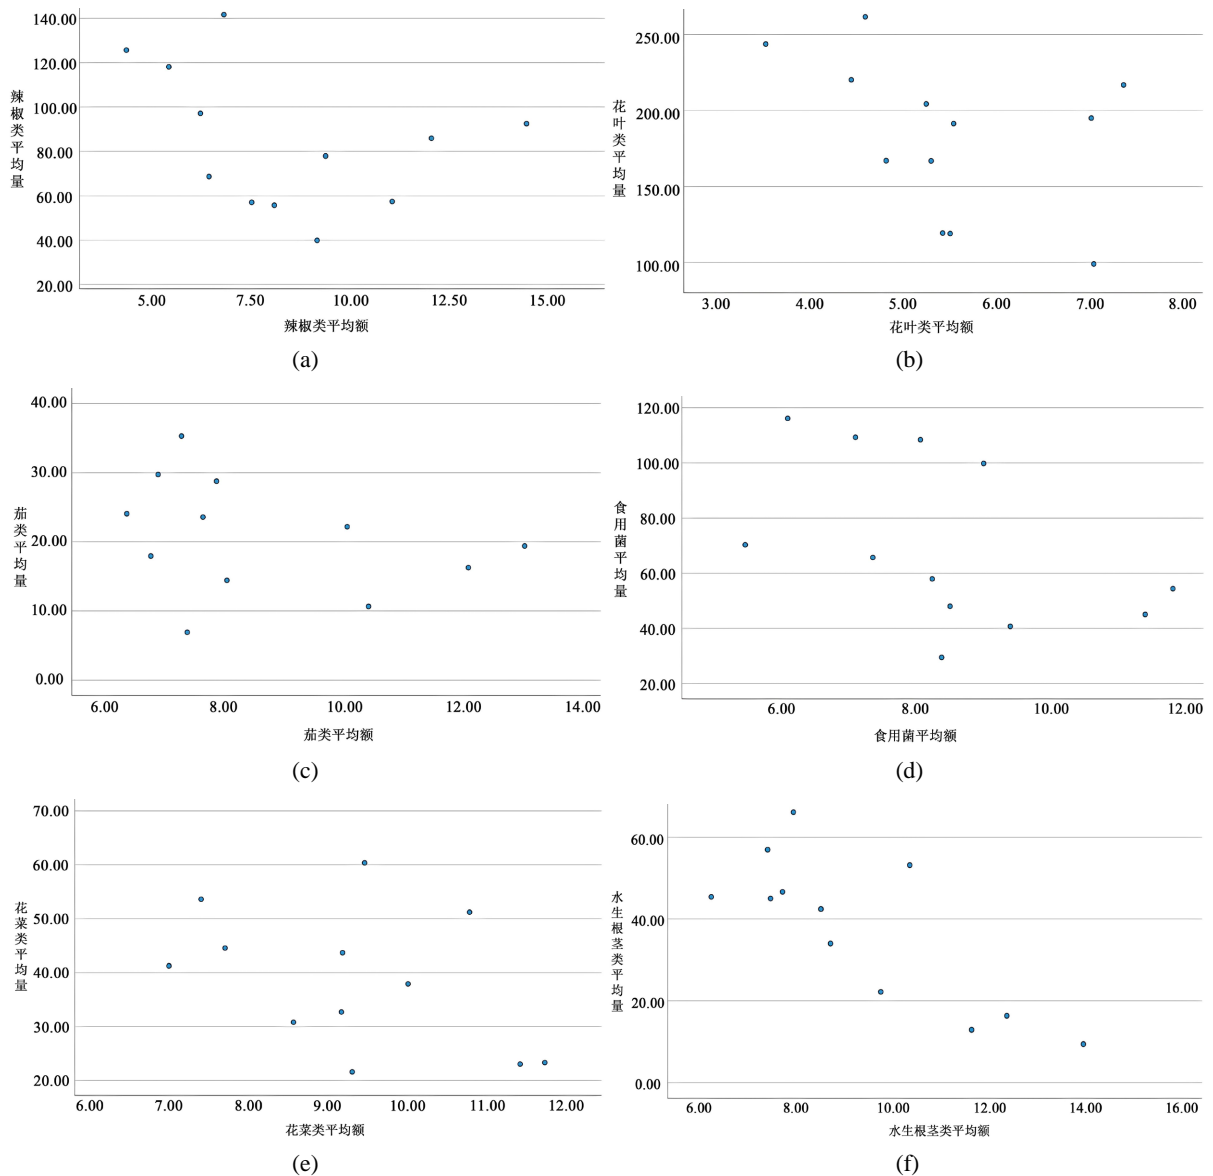 140.00
120.00
100.00
80.00
60.00
40.00
20.00
辣椒类平均量
5.00 7.50 10.00 12.50 15.00
辣椒类平均额
(a)
250.00
200.00
150.00
100.00
花叶类平均量
3.00 4.00 5.00 6.00 7.00 8.00
花叶类平均额
(b)
40.00
30.00
20.00
10.00
0.00
茄类平均量
6.00 8.00 10.00 12.00 14.00
茄类平均额
(c)
120.00
100.00
80.00
60.00
40.00
20.00
食用菌平均量
6.00 8.00 10.00 12.00
食用菌平均额
(d)
70.00
60.00
50.00
40.00
30.00
20.00
花菜类平均量
6.00 7.00 8.00 9.00 10.00 11.00 12.00
花菜类平均额
(e)
60.00
40.00
20.00
0.00
水生根茎类平均量
6.00 8.00 10.00 12.00 14.00 16.00
水生根茎类平均额
(f)